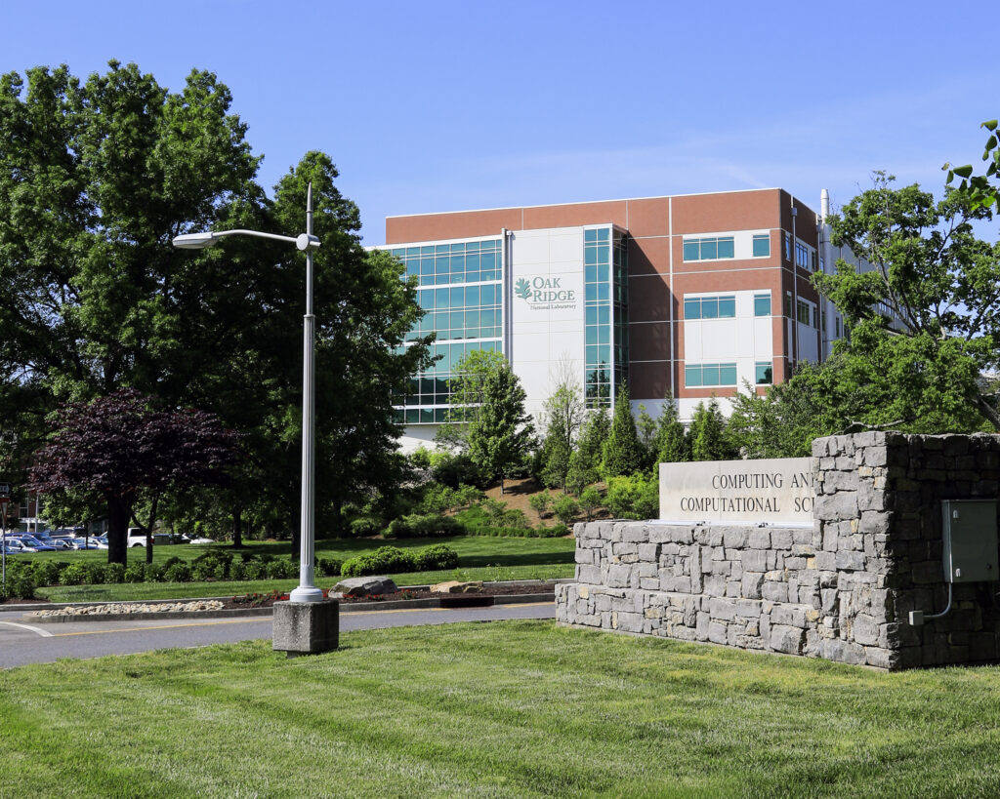 OAK
RIDGE
National Laboratory
COMPUTING AN
COMPUTATIONAL SC